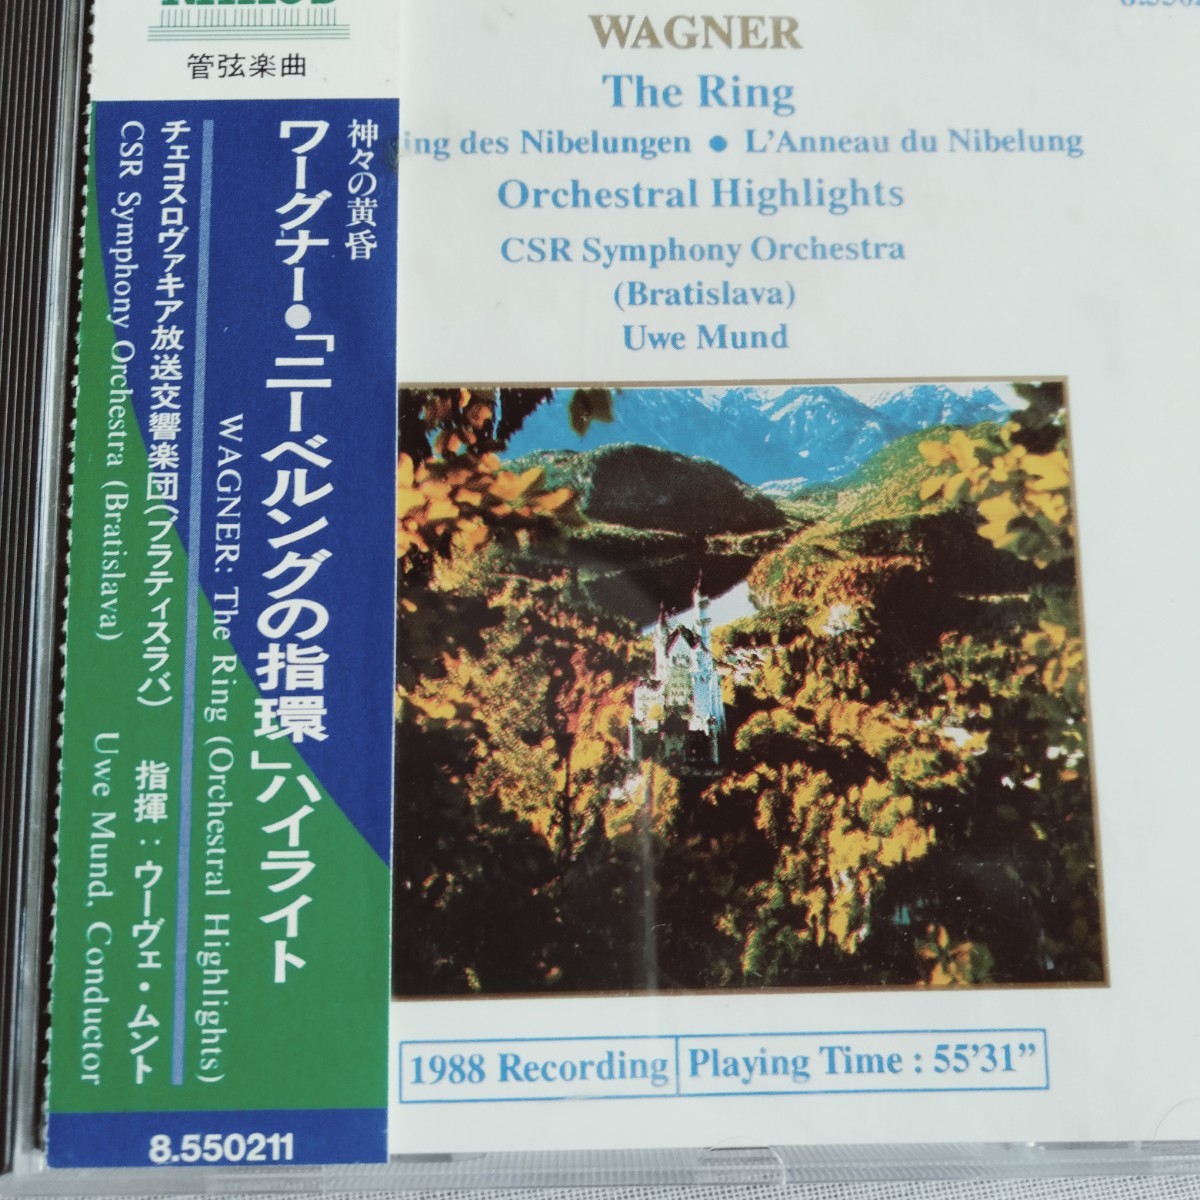 管弦楽曲
神々の黄昏
ワーグナー●「ニーベルングの指環」ハイライト
WAGNER: The Ring (Orchestral Highlights)
チェコスロヴァキア放送交響楽団(ブラティスラバ) 指揮:ウーヴェ・ムント
CSR Symphony Orchestra (Bratislava) Uwe Mund, Conductor
8.550211
WAGNER
The Ring
ing des Nibelungen ● L'Anneau du Nibelung
Orchestral Highlights
CSR Symphony Orchestra
(Bratislava)
Uwe Mund
1988 Recording
Playing Time : 55'31"